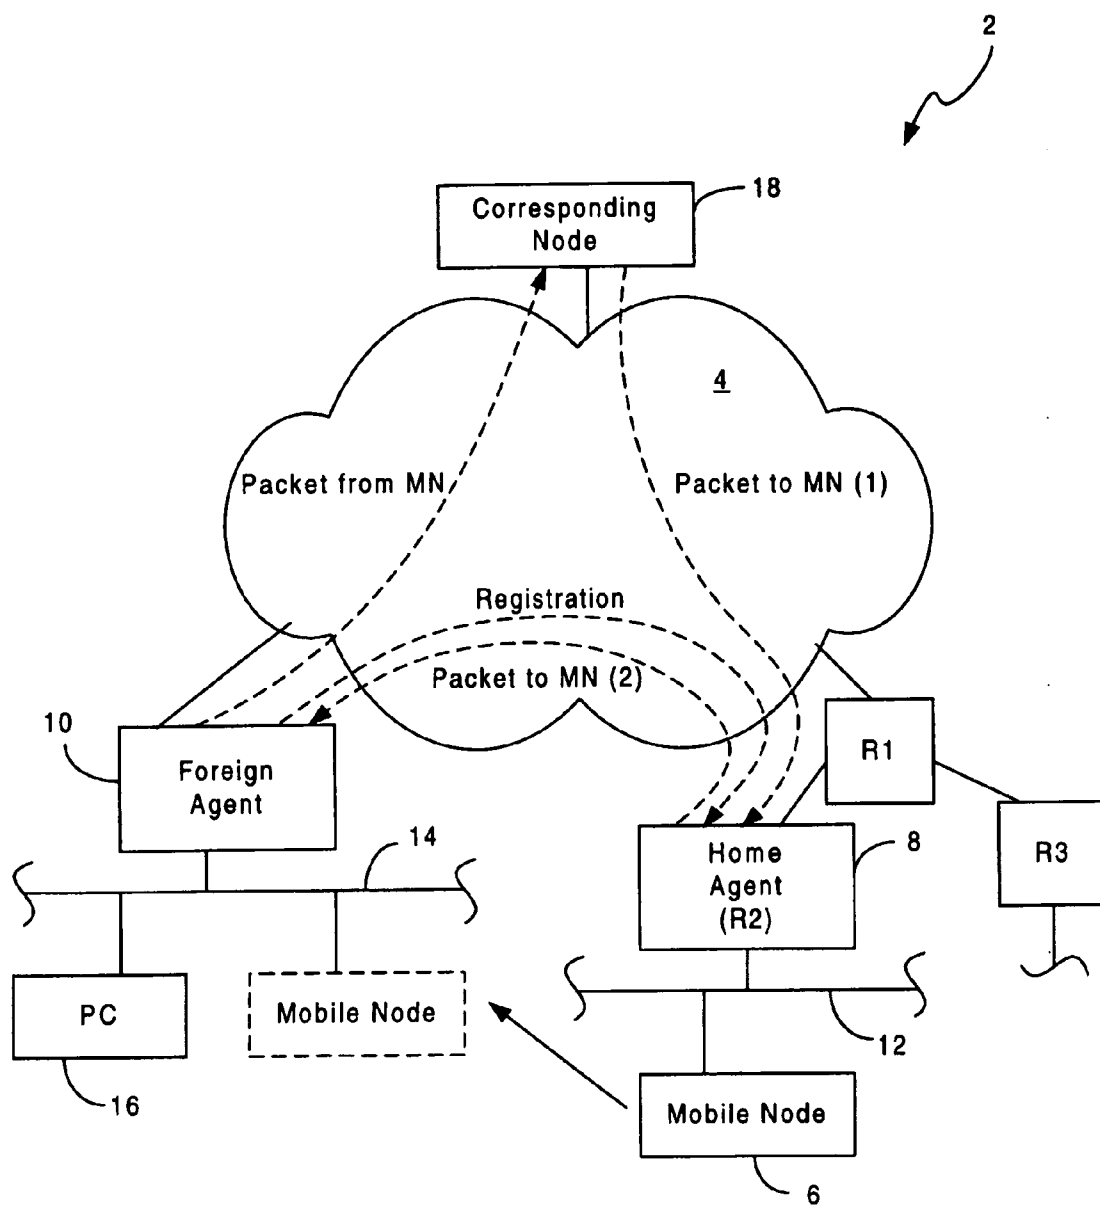 2
Corresponding
Node
18
4
Packet from MN
Packet to MN (1)
Registration
Packet to MN (2)
10
Foreign
Agent
R1
14
Home
Agent
(R2)
8
R3
PC
Mobile Node
12
16
Mobile Node
6